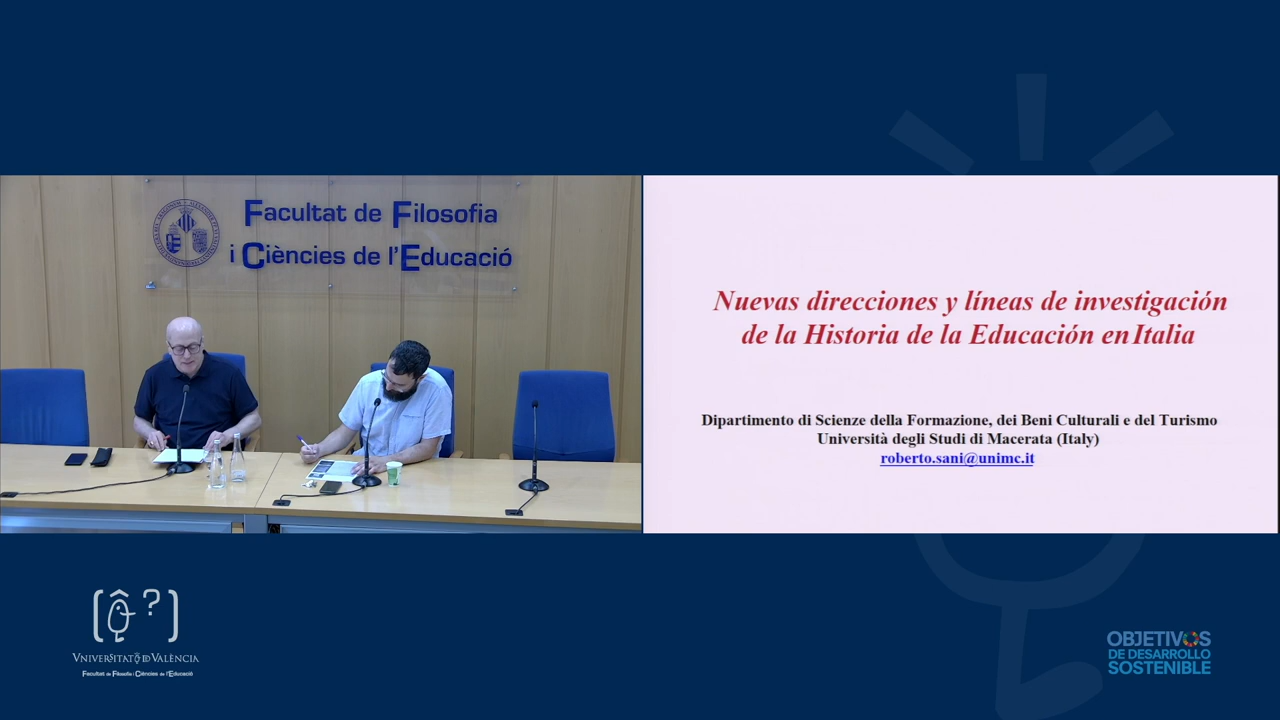 Facultat de Filosofia
i Ciències de l'Educació
Nuevas direcciones y líneas de investigación
de la Historia de la Educación en Italia
Dipartimento di Scienze della Formazione, dei Beni Culturali e del Turismo
Università degli Studi di Macerata (Italy)
roberto.sani@unimc.it
[ ?]
VNIVERSITAT ID VALÈNCIA
Facultat de Filosofia i Ciències de l'Educació
OBJETIVOS
DE DESARROLLO
SOSTENIBLE